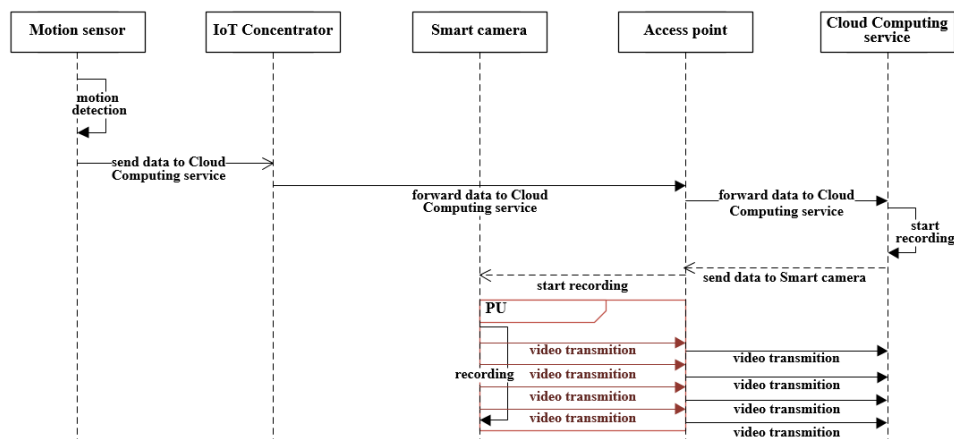 Motion sensor
IoT Concentrator
Smart camera
Access point
Cloud Computing
service
motion
detection
send data to Cloud
Computing service
forward data to Cloud
Computing service
forward data to Cloud
Computing service
start
recording
send data to Smart camera
start recording
PU
video transmition
video transmition
recording
video transmition
video transmition
video transmition
video transmition
video transmition
video transmition